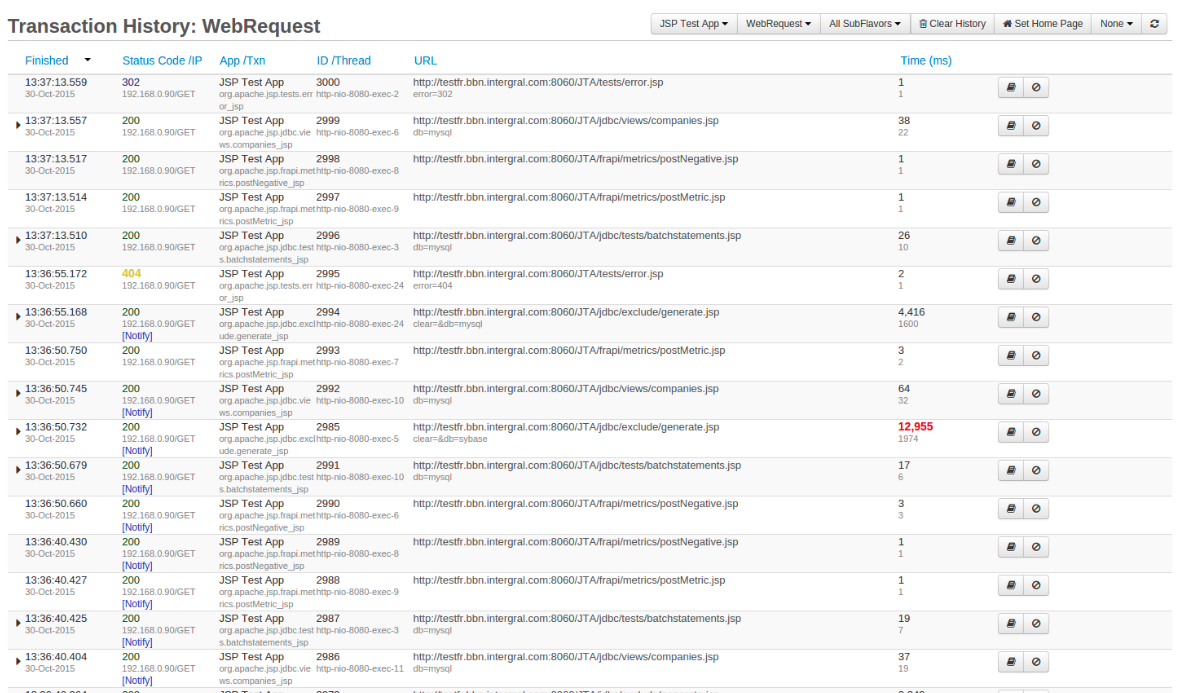 Transaction History: WebRequest
JSP Test App WebRequest All SubFlavors Clear History Set Home Page None
Finished Status Code /IP App /Txn ID /Thread URL Time (ms)
13:37:13.559 302 JSP Test App 3000 http://testfr.bbn.intergral.com:8060/JTA/tests/error.jsp 1
30-Oct-2015 192.168.0.90/GET org.apache.jsp.tests.err http-nio-8080-exec-2 error=302 1
or_jsp
13:37:13.557 200 JSP Test App 2999 http://testfr.bbn.intergral.com:8060/JTA/jdbc/views/companies.jsp 38
30-Oct-2015 192.168.0.90/GET org.apache.jsp.jdbc.vie http-nio-8080-exec-6 db=mysql 22
ws.companies_jsp
13:37:13.517 200 JSP Test App 2998 http://testfr.bbn.intergral.com:8060/JTA/frapi/metrics/postNegative.jsp 1
30-Oct-2015 192.168.0.90/GET org.apache.jsp.frapi.met http-nio-8080-exec-8 1
rics.postNegative_jsp
13:37:13.514 200 JSP Test App 2997 http://testfr.bbn.intergral.com:8060/JTA/frapi/metrics/postMetric.jsp 1
30-Oct-2015 192.168.0.90/GET org.apache.jsp.frapi.met http-nio-8080-exec-9 1
rics.postMetric_jsp
13:37:13.510 200 JSP Test App 2996 http://testfr.bbn.intergral.com:8060/JTA/jdbc/tests/batchstatements.jsp 26
30-Oct-2015 192.168.0.90/GET org.apache.jsp.jdbc.test http-nio-8080-exec-3 db=mysql 10
s.batchstatements_jsp
13:36:55.172 404 JSP Test App 2995 http://testfr.bbn.intergral.com:8060/JTA/tests/error.jsp 2
30-Oct-2015 192.168.0.90/GET org.apache.jsp.tests.err http-nio-8080-exec-24 error=404 1
or_jsp
13:36:55.168 200 JSP Test App 2994 http://testfr.bbn.intergral.com:8060/JTA/jdbc/exclude/generate.jsp 4,416
30-Oct-2015 192.168.0.90/GET org.apache.jsp.jdbc.excl http-nio-8080-exec-24 clear=&db=mysql 1600
[Notify] ude.generate_jsp
13:36:50.750 200 JSP Test App 2993 http://testfr.bbn.intergral.com:8060/JTA/frapi/metrics/postMetric.jsp 3
30-Oct-2015 192.168.0.90/GET org.apache.jsp.frapi.met http-nio-8080-exec-7 2
rics.postMetric_jsp
13:36:50.745 200 JSP Test App 2992 http://testfr.bbn.intergral.com:8060/JTA/jdbc/views/companies.jsp 64
30-Oct-2015 192.168.0.90/GET org.apache.jsp.jdbc.vie http-nio-8080-exec-10 db=mysql 32
[Notify] ws.companies_jsp
13:36:50.732 200 JSP Test App 2985 http://testfr.bbn.intergral.com:8060/JTA/jdbc/exclude/generate.jsp 12,955
30-Oct-2015 192.168.0.90/GET org.apache.jsp.jdbc.excl http-nio-8080-exec-5 clear=&db=sybase 1974
[Notify] ude.generate_jsp
13:36:50.679 200 JSP Test App 2991 http://testfr.bbn.intergral.com:8060/JTA/jdbc/tests/batchstatements.jsp 17
30-Oct-2015 192.168.0.90/GET org.apache.jsp.jdbc.test http-nio-8080-exec-10 db=mysql 6
[Notify] s.batchstatements_jsp
13:36:50.660 200 JSP Test App 2990 http://testfr.bbn.intergral.com:8060/JTA/frapi/metrics/postNegative.jsp 3
30-Oct-2015 192.168.0.90/GET org.apache.jsp.frapi.met http-nio-8080-exec-6 3
[Notify] rics.postNegative_jsp
13:36:40.430 200 JSP Test App 2989 http://testfr.bbn.intergral.com:8060/JTA/frapi/metrics/postNegative.jsp 1
30-Oct-2015 192.168.0.90/GET org.apache.jsp.frapi.met http-nio-8080-exec-8 1
[Notify] rics.postNegative_jsp
13:36:40.427 200 JSP Test App 2988 http://testfr.bbn.intergral.com:8060/JTA/frapi/metrics/postMetric.jsp 1
30-Oct-2015 192.168.0.90/GET org.apache.jsp.frapi.met http-nio-8080-exec-9 1
[Notify] rics.postMetric_jsp
13:36:40.425 200 JSP Test App 2987 http://testfr.bbn.intergral.com:8060/JTA/jdbc/tests/batchstatements.jsp 19
30-Oct-2015 192.168.0.90/GET org.apache.jsp.jdbc.test http-nio-8080-exec-3 db=mysql 7
[Notify] s.batchstatements_jsp
13:36:40.404 200 JSP Test App 2986 http://testfr.bbn.intergral.com:8060/JTA/jdbc/views/companies.jsp 37
30-Oct-2015 192.168.0.90/GET org.apache.jsp.jdbc.vie http-nio-8080-exec-11 db=mysql 19
[Notify] ws.companies_jsp